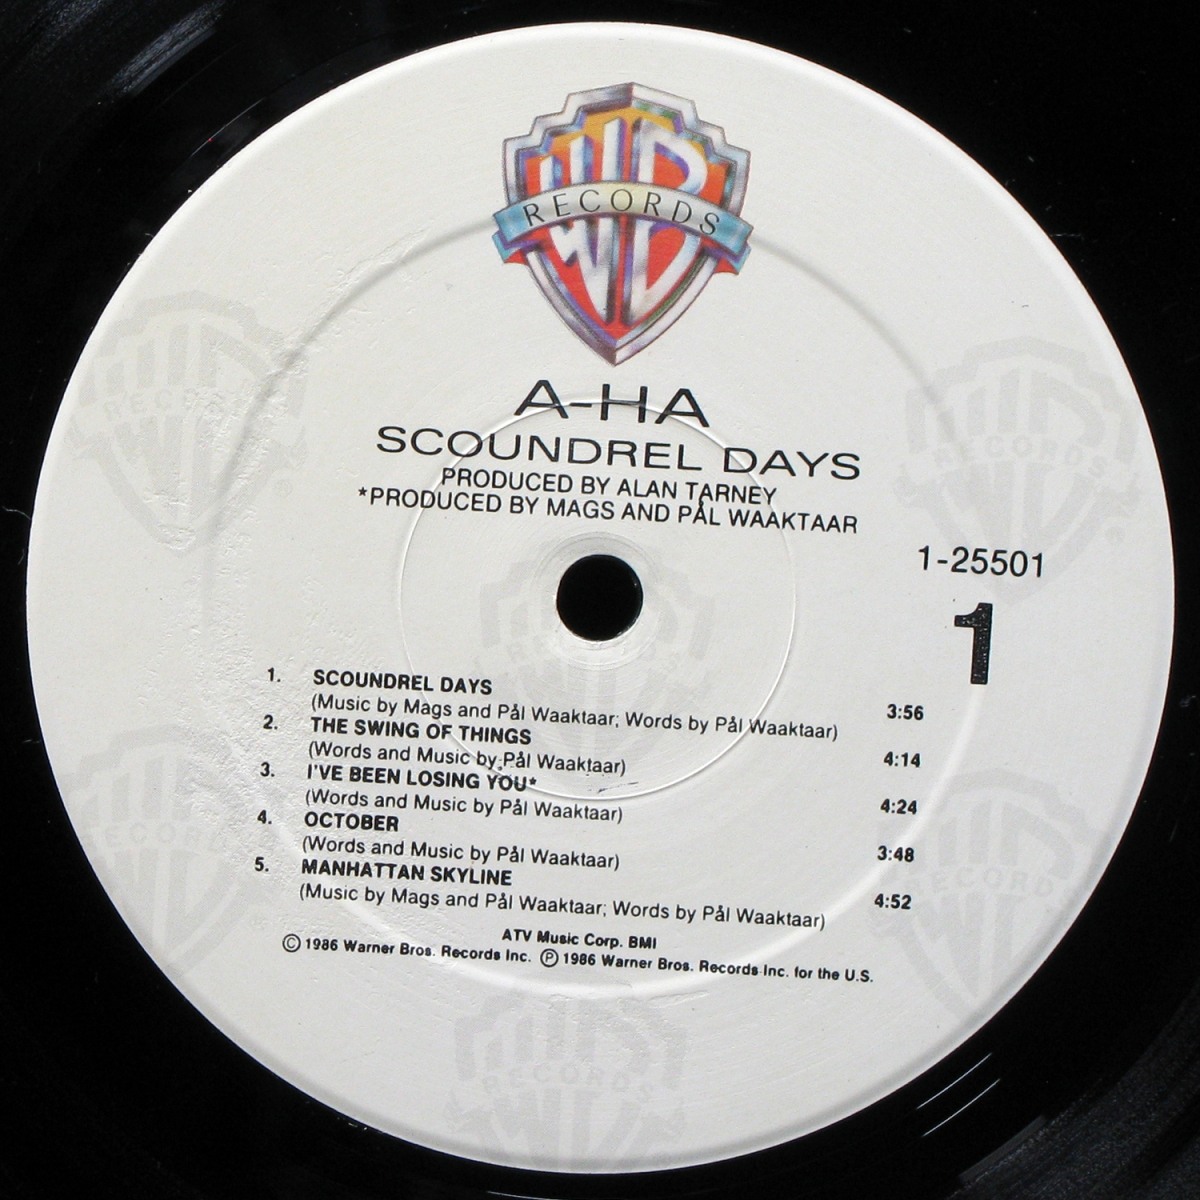 WB
RECORDS
A-HA
SCOUNDREL DAYS
PRODUCED BY ALAN TARNEY
*PRODUCED BY MAGS AND PÅL WAAKTAAR
1-25501
1
1. SCOUNDREL DAYS
(Music by Mags and Pål Waaktaar; Words by Pål Waaktaar) 3:56
2. THE SWING OF THINGS
(Words and Music by Pål Waaktaar) 4:14
3. I'VE BEEN LOSING YOU*
(Words and Music by Pål Waaktaar) 4:24
4. OCTOBER
(Words and Music by Pål Waaktaar) 3:48
5. MANHATTAN SKYLINE
(Music by Mags and Pål Waaktaar; Words by Pål Waaktaar) 4:52
ATV Music Corp. BMI
© 1986 Warner Bros. Records Inc. ℗ 1986 Warner Bros. Records Inc. for the U.S.